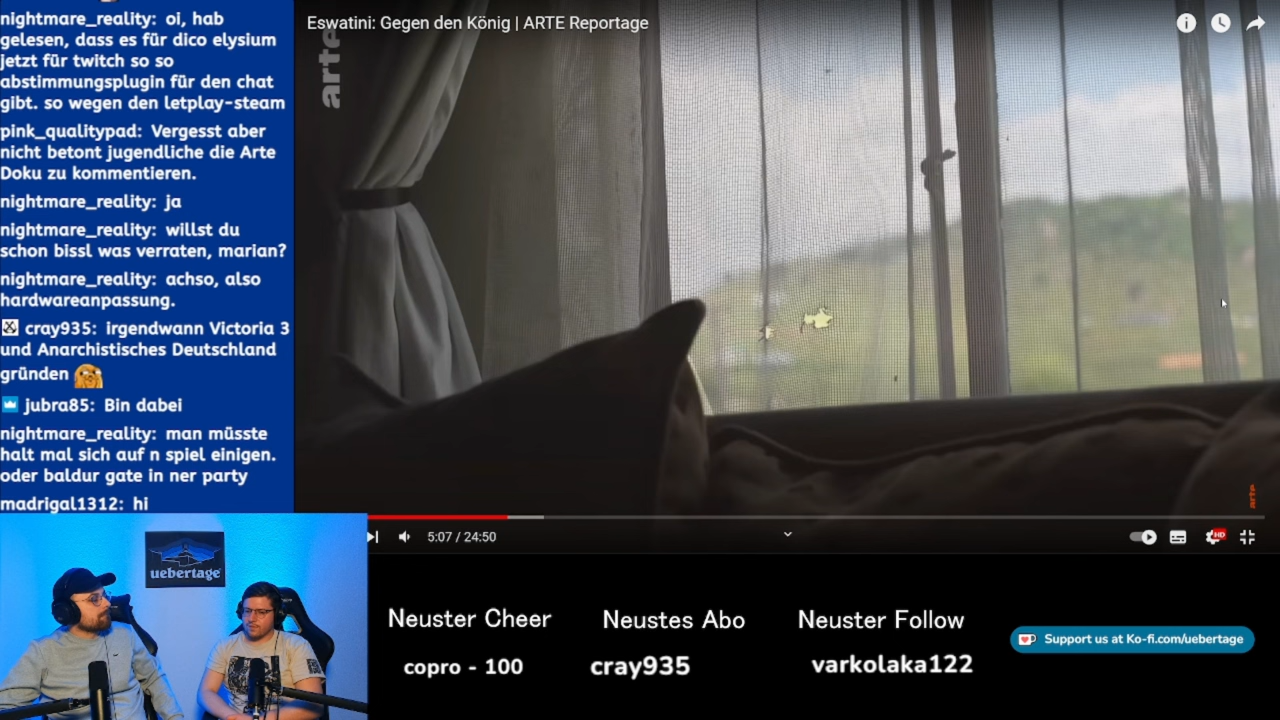 nightmare_reality: oi, hab
gelesen, dass es für dico elysium
jetzt für twitch so so
abstimmungsplugin für den chat
gibt. so wegen den letplay-steam
pink_qualitypad: Vergesst aber
nicht betont jugendliche die Arte
Doku zu kommentieren.
nightmare_reality: ja
nightmare_reality: willst du
schon bissl was verraten, marian?
nightmare_reality: achso, also
hardwareanpassung.
cray935: irgendwann Victoria 3
und Anarchistisches Deutschland
gründen
jubra85: Bin dabei
nightmare_reality: man müsste
halt mal sich auf n spiel einigen.
oder baldur gate in ner party
madrigal1312: hi
Eswatini: Gegen den König | ARTE Reportage
arte
arte
5:07 / 24:50
HD
uebertage
Neuster Cheer
copro - 100
Neustes Abo
cray935
Neuster Follow
varkolaka122
Support us at Ko-fi.com/uebertage